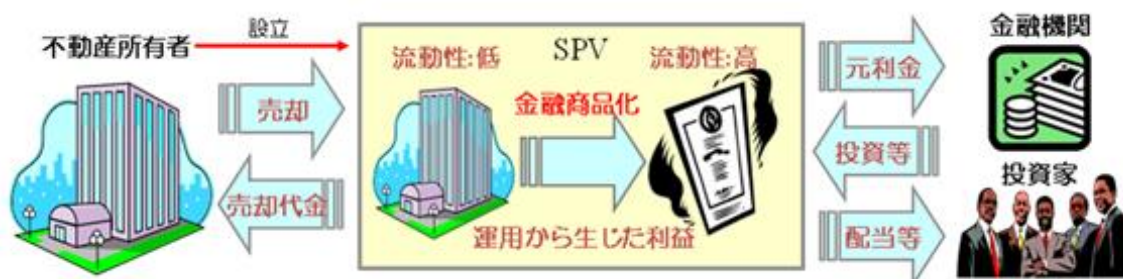 不動産所有者
設立
売却
売却代金
SPV
流動性:低
流動性:高
金融商品化
運用から生じた利益
元利金
投資等
配当等
金融機関
投資家